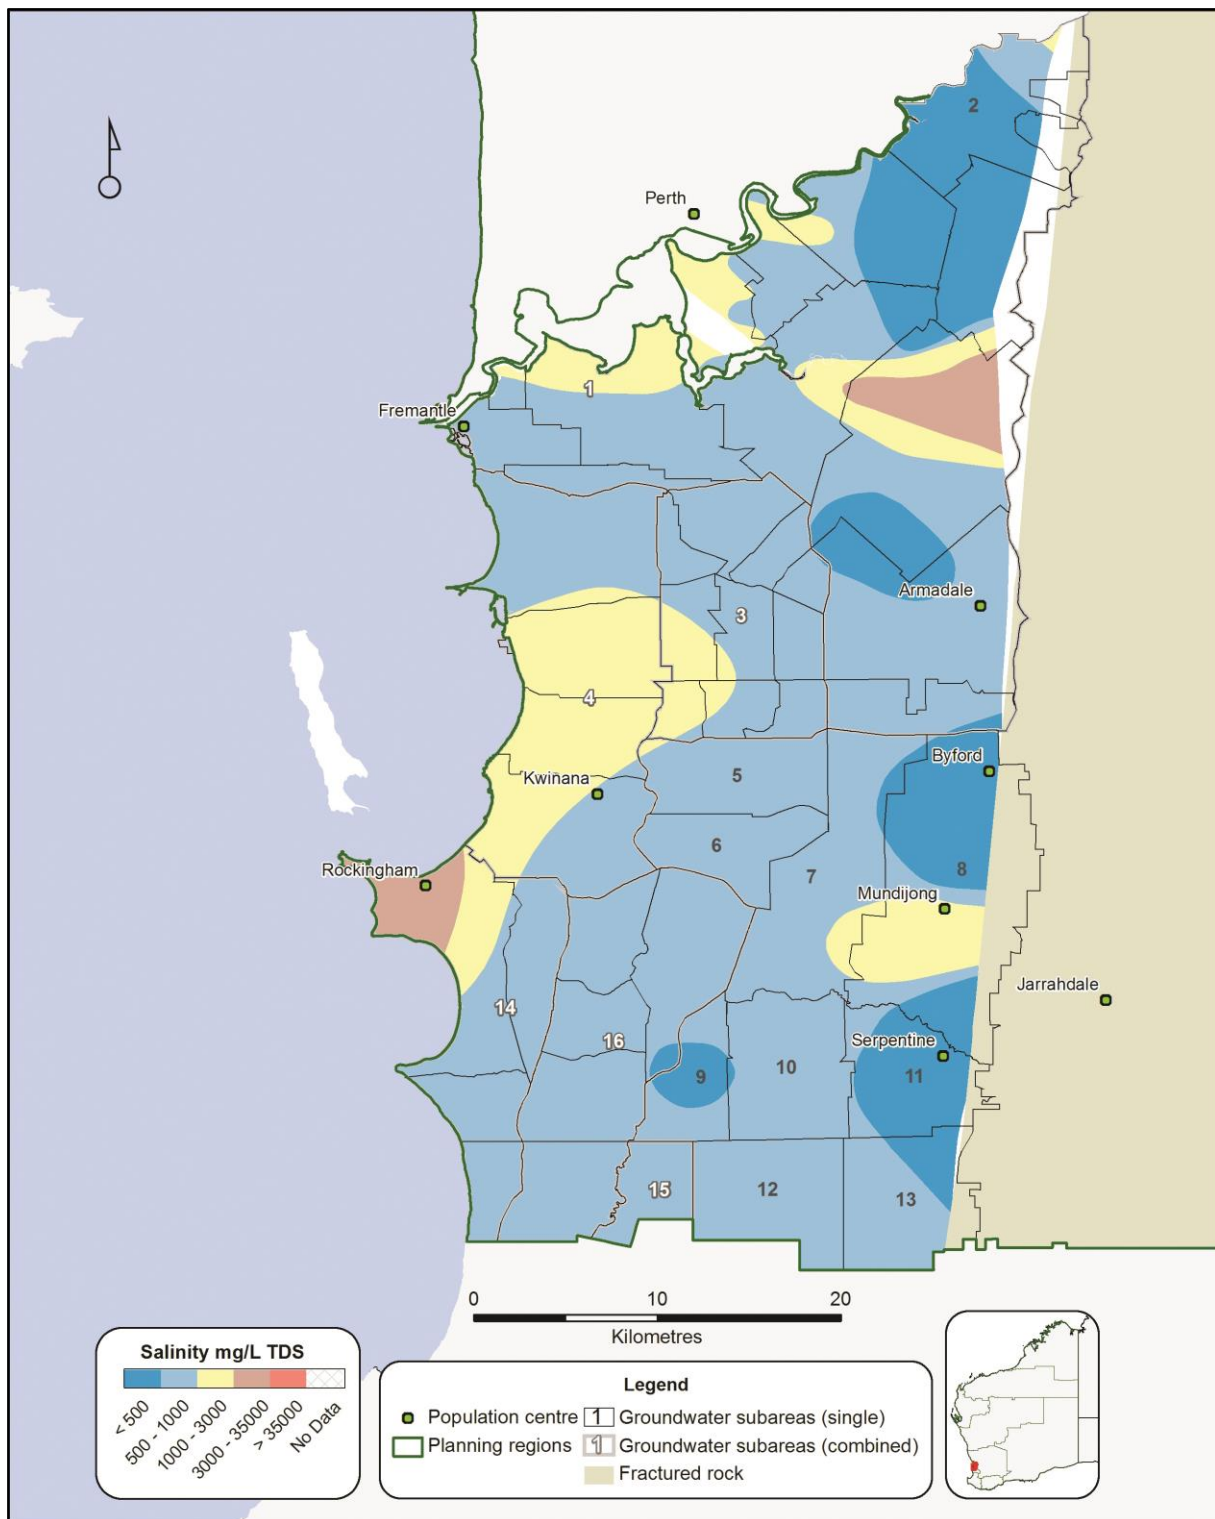 2
Perth
1
Fremantle
Armadale
3
4
Byford
5
Kwinana
6
8
Rockingham
7
Mundijong
Jarrahdale
14
16
Serpentine
9
10
11
15
12
13
0 10 20
Kilometres
Salinity mg/L TDS
< 500
500 - 1000
1000 - 3000
3000 - 35000
> 35000
No Data
Legend
Population centre
1 Groundwater subareas (single)
Planning regions
1 Groundwater subareas (combined)
Fractured rock